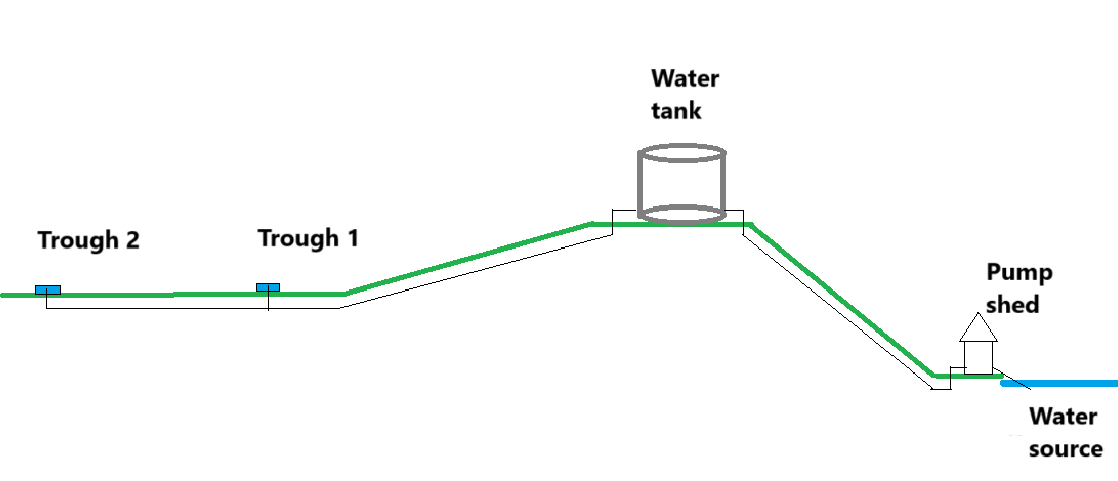 Water
tank
Trough 2
Trough 1
Pump
shed
Water
source